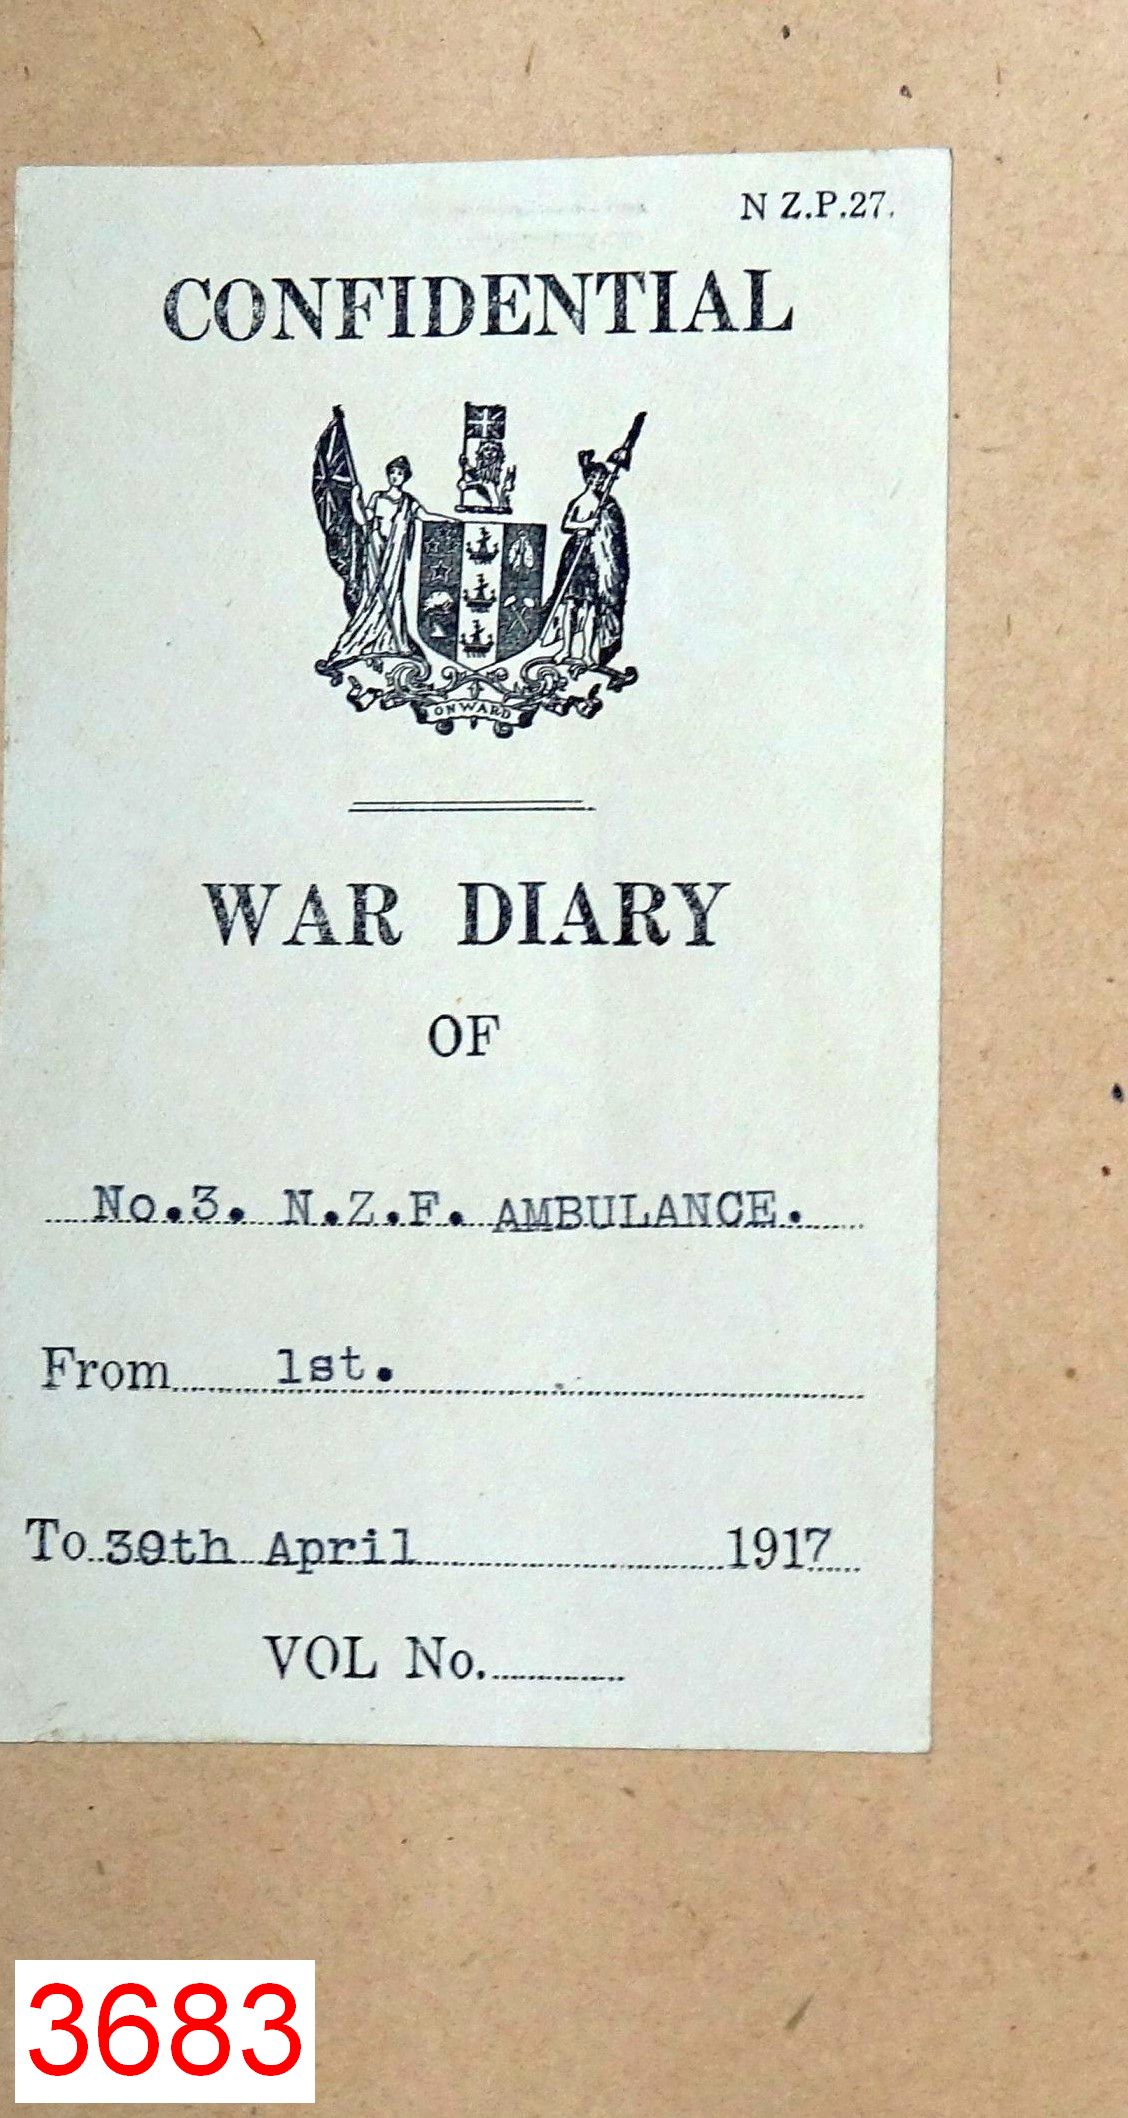 N Z.P.27.
CONFIDENTIAL
ONWARD
WAR DIARY
OF
No.3. N.Z.F. AMBULANCE.
From 1st.
To 30th April 1917
VOL No.
3683